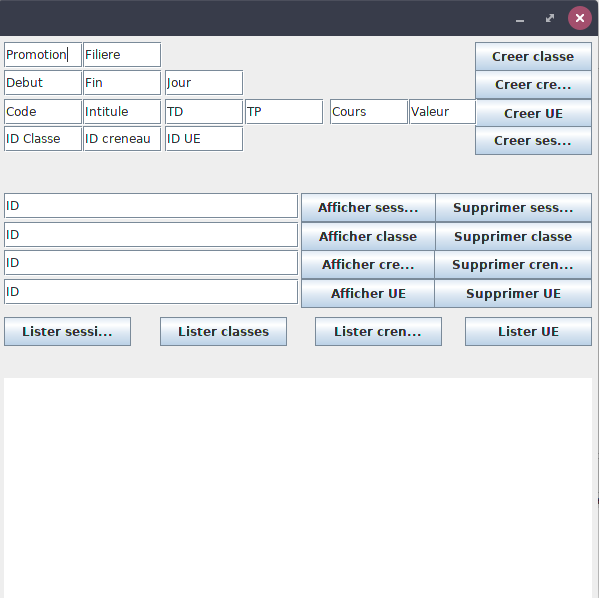 Promotion Filiere Creer classe
Debut Fin Jour Creer cre...
Code Intitule TD TP Cours Valeur Creer UE
ID Classe ID creneau ID UE Creer ses...
ID Afficher sess... Supprimer sess...
ID Afficher classe Supprimer classe
ID Afficher cre... Supprimer cren...
ID Afficher UE Supprimer UE
Lister sessi... Lister classes Lister cren... Lister UE